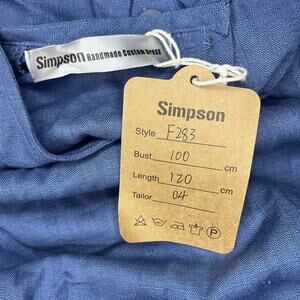 Simpson Handmade Custom Dress
Simpson
Style F283
Bust 100 cm
Length 120 cm
Tailor 04
P